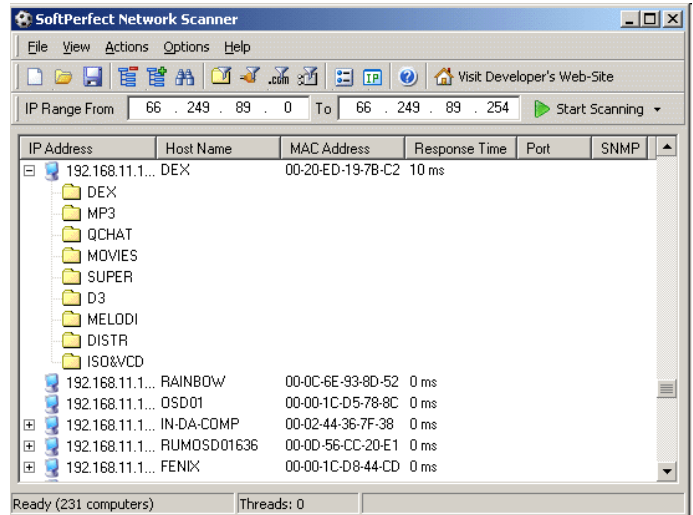 SoftPerfect Network Scanner
File View Actions Options Help
.com IP ? Visit Developer's Web-Site
IP Range From 66 . 249 . 89 . 0 To 66 . 249 . 89 . 254 Start Scanning
IP Address Host Name MAC Address Response Time Port SNMP
192.168.11.1... DEX 00-20-ED-19-7B-C2 10 ms
DEX
MP3
QCHAT
MOVIES
SUPER
D3
MELODI
DISTR
ISO&VCD
192.168.11.1... RAINBOW 00-0C-6E-93-8D-52 0 ms
192.168.11.1... OSD01 00-00-1C-D5-78-8C 0 ms
192.168.11.1... IN-DA-COMP 00-02-44-36-7F-38 0 ms
192.168.11.1... RUMOSD01636 00-0D-56-CC-20-E1 0 ms
192.168.11.1... FENIX 00-00-1C-D8-44-CD 0 ms
Ready (231 computers) Threads: 0